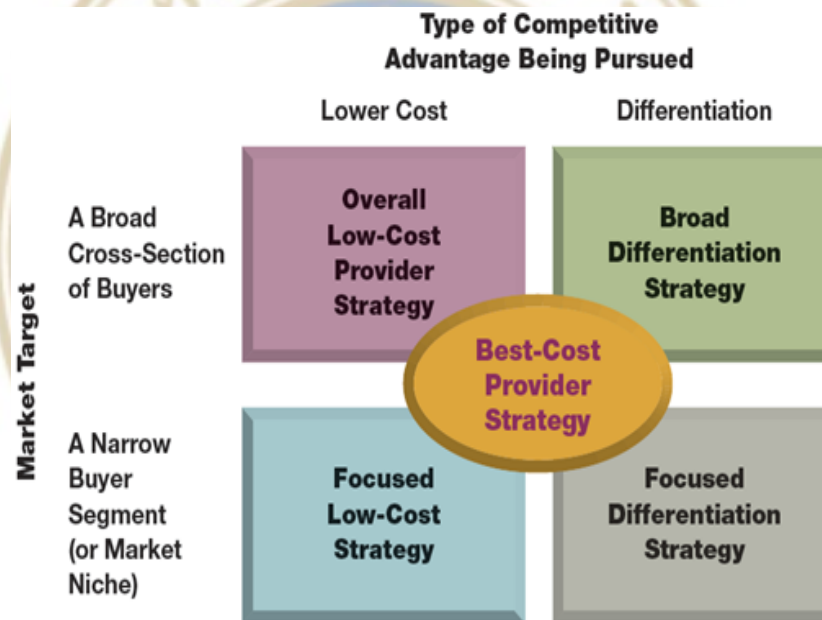 Type of Competitive
Advantage Being Pursued
Lower Cost
Differentiation
Market Target
A Broad
Cross-Section
of Buyers
Overall
Low-Cost
Provider
Strategy
Broad
Differentiation
Strategy
Best-Cost
Provider
Strategy
A Narrow
Buyer
Segment
(or Market
Niche)
Focused
Low-Cost
Strategy
Focused
Differentiation
Strategy